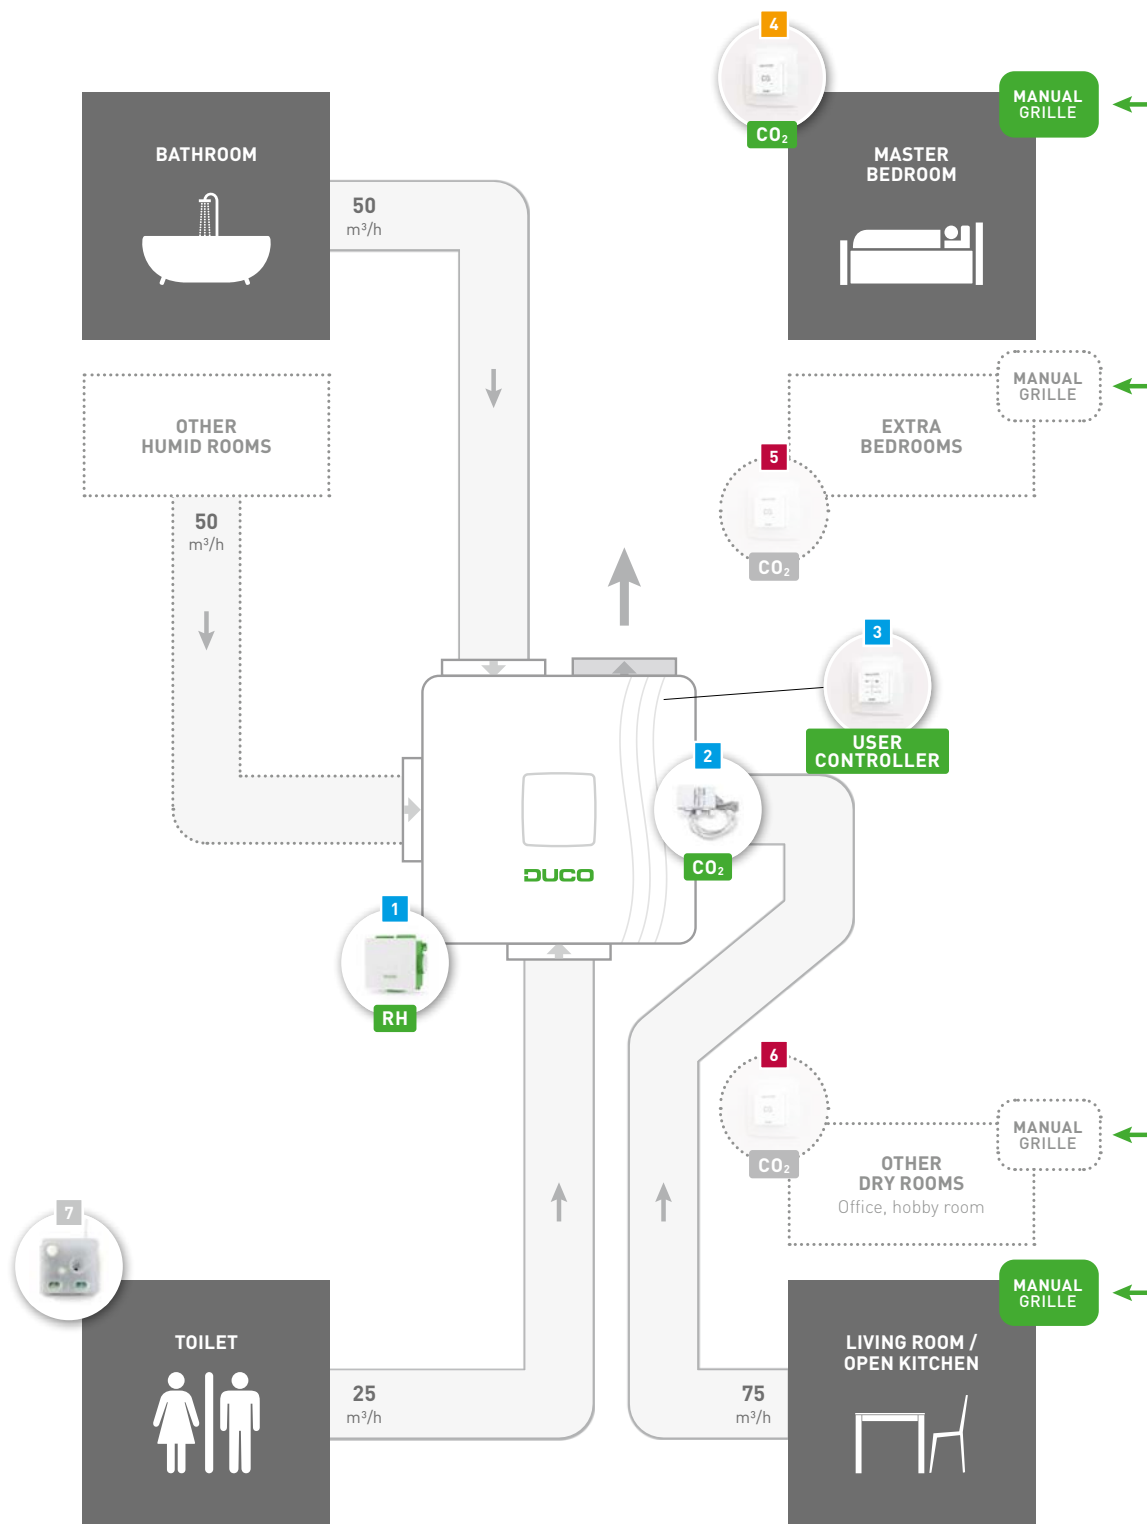 4
CO₂
MANUAL
GRILLE
BATHROOM
MASTER
BEDROOM
50
m³/h
MANUAL
GRILLE
OTHER
HUMID ROOMS
EXTRA
BEDROOMS
5
CO₂
50
m³/h
3
USER
CONTROLLER
2
CO₂
DUCO
1
RH
6
CO₂
MANUAL
GRILLE
OTHER
DRY ROOMS
Office, hobby room
7
MANUAL
GRILLE
TOILET
LIVING ROOM /
OPEN KITCHEN
25
m³/h
75
m³/h